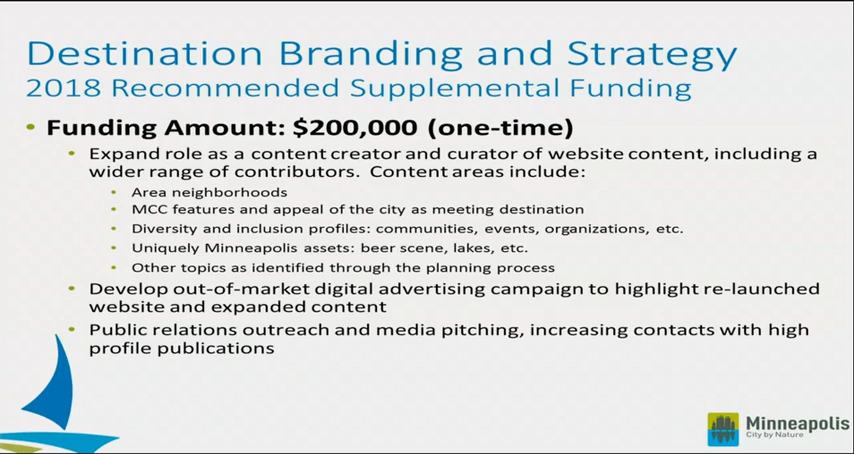 Destination Branding and Strategy
2018 Recommended Supplemental Funding
• Funding Amount: $200,000 (one-time)
• Expand role as a content creator and curator of website content, including a
wider range of contributors. Content areas include:
• Area neighborhoods
• MCC features and appeal of the city as meeting destination
• Diversity and inclusion profiles: communities, events, organizations, etc.
• Uniquely Minneapolis assets: beer scene, lakes, etc.
• Other topics as identified through the planning process
• Develop out-of-market digital advertising campaign to highlight re-launched
website and expanded content
• Public relations outreach and media pitching, increasing contacts with high
profile publications
Minneapolis
City by Nature